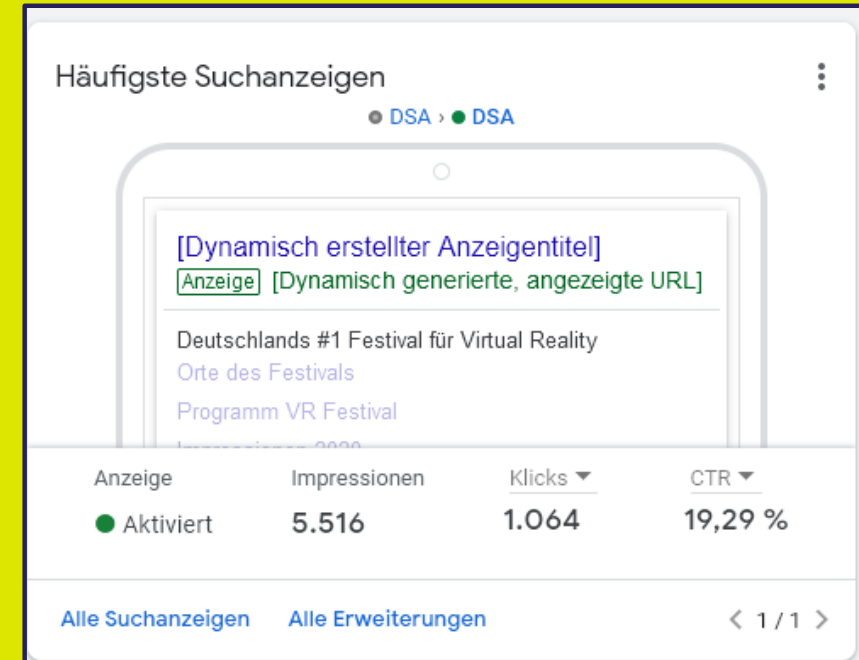 Häufigste Suchanzeigen
DSA › DSA
[Dynamisch erstellter Anzeigentitel]
Anzeige [Dynamisch generierte, angezeigte URL]
Deutschlands #1 Festival für Virtual Reality
Orte des Festivals
Programm VR Festival
Impressionen 2020
Anzeige Impressionen Klicks CTR
Aktiviert 5.516 1.064 19,29 %
Alle Suchanzeigen Alle Erweiterungen < 1 / 1 >